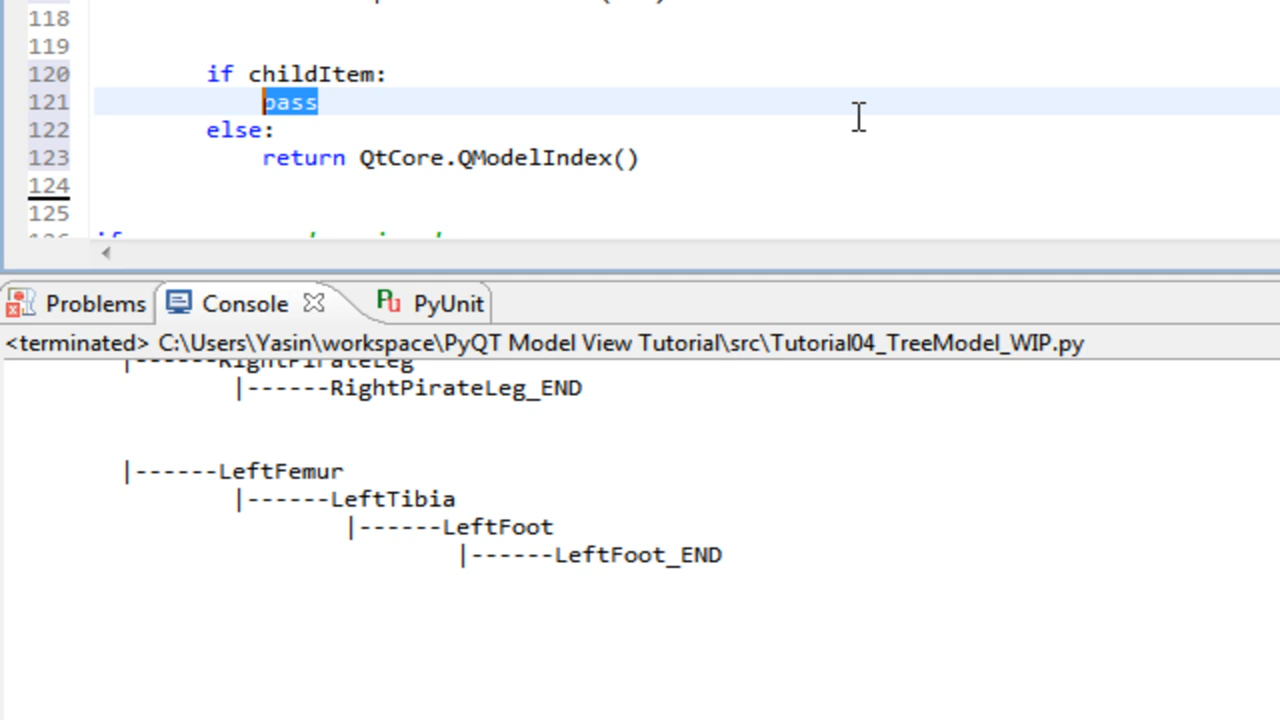 118
119
120 if childItem:
121 pass
122 else:
123 return QtCore.QModelIndex()
124
125
Problems Console PyUnit
<terminated> C:\Users\Yasin\workspace\PyQT Model View Tutorial\src\Tutorial04_TreeModel_WIP.py
|------RightPirateLeg
|------RightPirateLeg_END
|------LeftFemur
|------LeftTibia
|------LeftFoot
|------LeftFoot_END